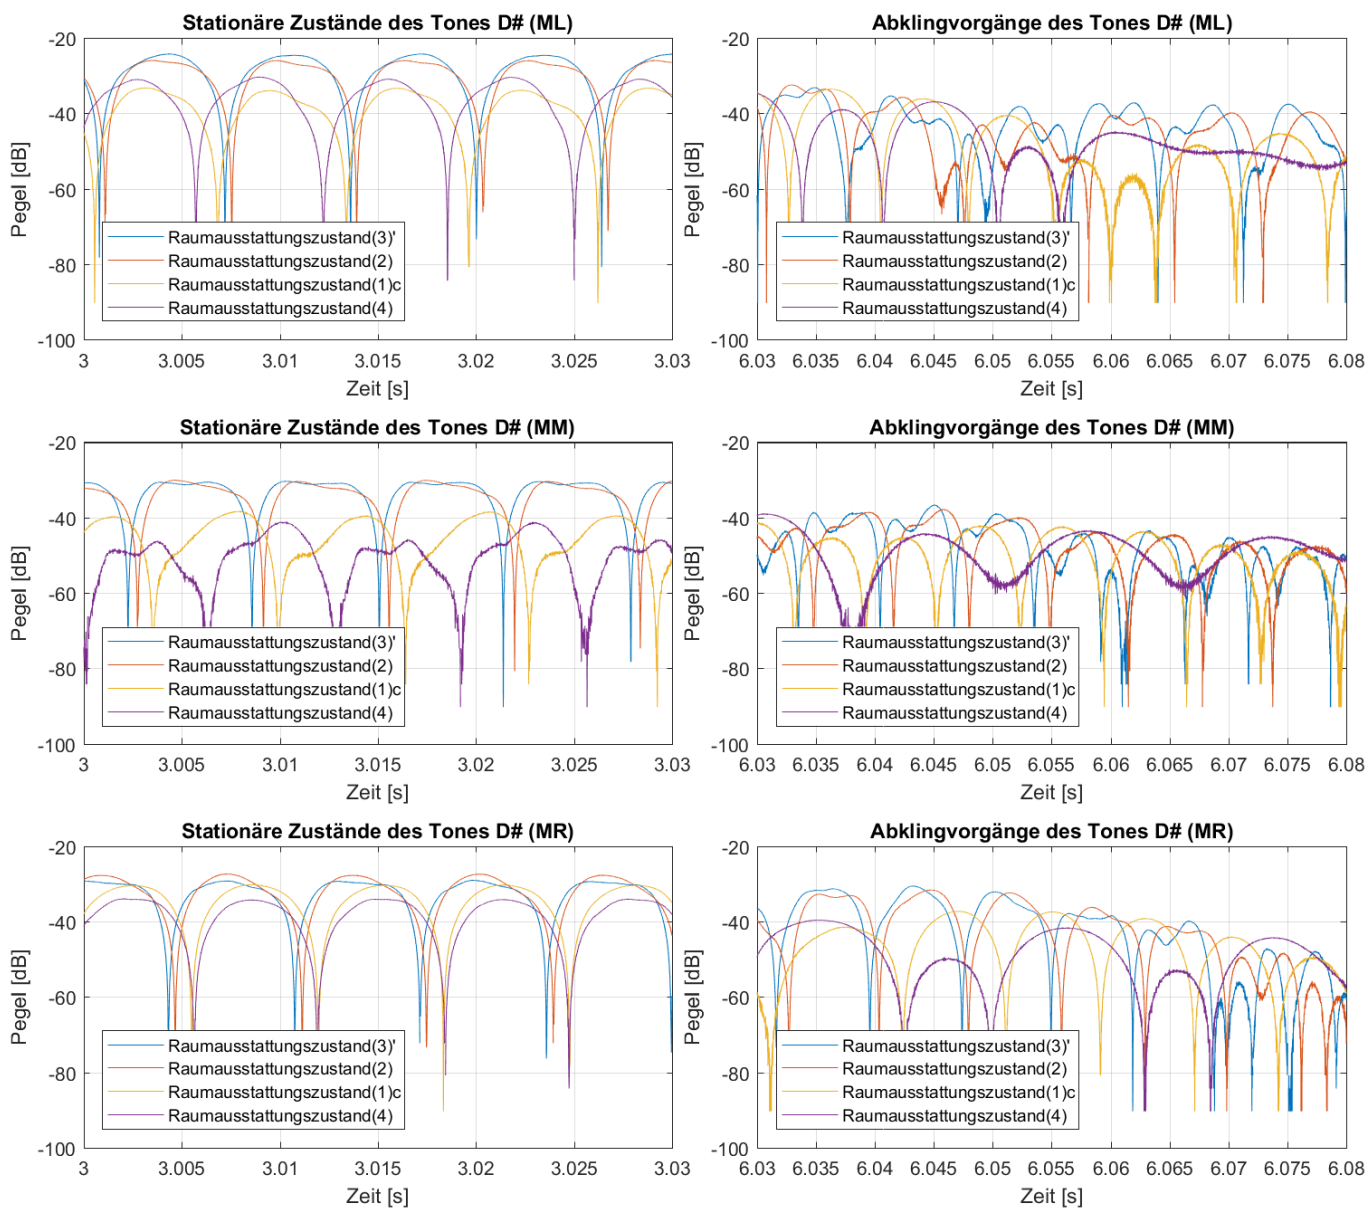 Stationäre Zustände des Tones D# (ML)
-20
-40
-60
-80
-100
Pegel [dB]
Raumausstattungszustand(3)'
Raumausstattungszustand(2)
Raumausstattungszustand(1)c
Raumausstattungszustand(4)
3 3.005 3.01 3.015 3.02 3.025 3.03
Zeit [s]
Abklingvorgänge des Tones D# (ML)
-20
-40
-60
-80
-100
Pegel [dB]
Raumausstattungszustand(3)'
Raumausstattungszustand(2)
Raumausstattungszustand(1)c
Raumausstattungszustand(4)
6.03 6.035 6.04 6.045 6.05 6.055 6.06 6.065 6.07 6.075 6.08
Zeit [s]
Stationäre Zustände des Tones D# (MM)
-20
-40
-60
-80
-100
Pegel [dB]
Raumausstattungszustand(3)'
Raumausstattungszustand(2)
Raumausstattungszustand(1)c
Raumausstattungszustand(4)
3 3.005 3.01 3.015 3.02 3.025 3.03
Zeit [s]
Abklingvorgänge des Tones D# (MM)
-20
-40
-60
-80
-100
Pegel [dB]
Raumausstattungszustand(3)'
Raumausstattungszustand(2)
Raumausstattungszustand(1)c
Raumausstattungszustand(4)
6.03 6.035 6.04 6.045 6.05 6.055 6.06 6.065 6.07 6.075 6.08
Zeit [s]
Stationäre Zustände des Tones D# (MR)
-20
-40
-60
-80
-100
Pegel [dB]
Raumausstattungszustand(3)'
Raumausstattungszustand(2)
Raumausstattungszustand(1)c
Raumausstattungszustand(4)
3 3.005 3.01 3.015 3.02 3.025 3.03
Zeit [s]
Abklingvorgänge des Tones D# (MR)
-20
-40
-60
-80
-100
Pegel [dB]
Raumausstattungszustand(3)'
Raumausstattungszustand(2)
Raumausstattungszustand(1)c
Raumausstattungszustand(4)
6.03 6.035 6.04 6.045 6.05 6.055 6.06 6.065 6.07 6.075 6.08
Zeit [s]